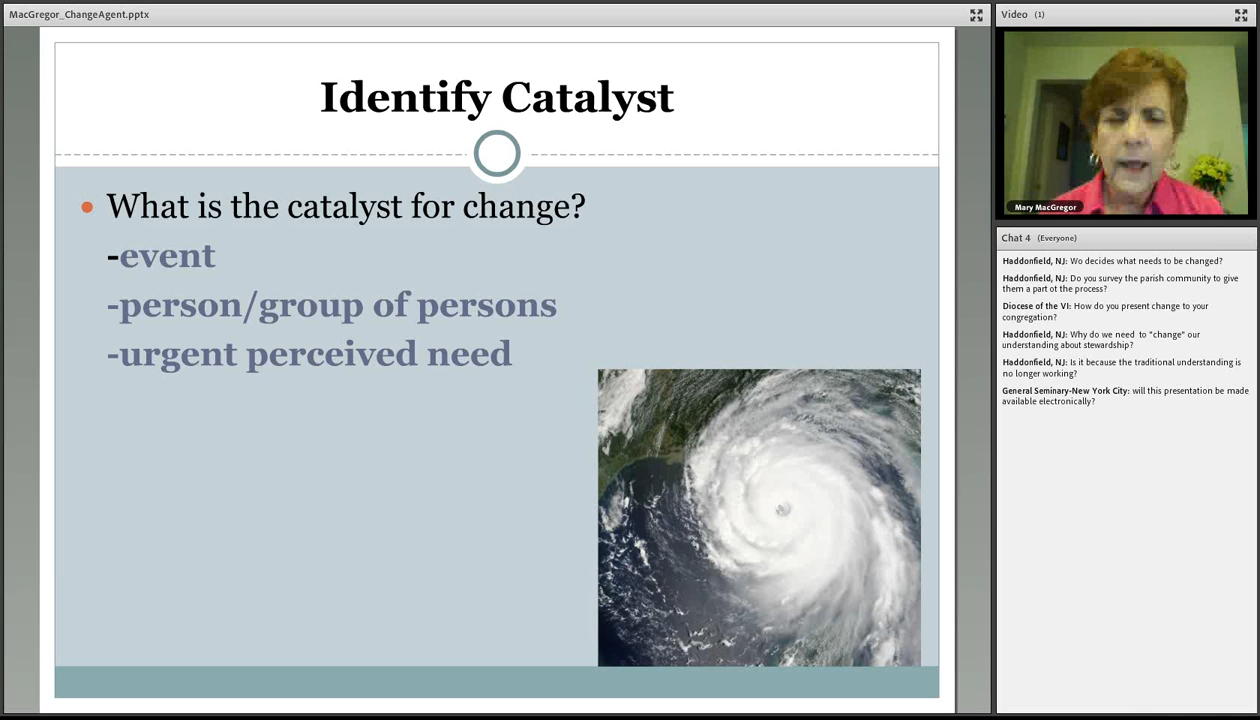 MacGregor_ChangeAgent.pptx
Identify Catalyst
What is the catalyst for change?
-event
-person/group of persons
-urgent perceived need
Video (1)
Mary MacGregor
Chat 4 (Everyone)
Haddonfield, NJ: Wo decides what needs to be changed?
Haddonfield, NJ: Do you survey the parish community to give
them a part ot the process?
Diocese of the VI: How do you present change to your
congregation?
Haddonfield, NJ: Why do we need to "change" our
understanding about stewardship?
Haddonfield, NJ: Is it because the traditional understanding is
no longer working?
General Seminary-New York City: will this presentation be made
available electronically?